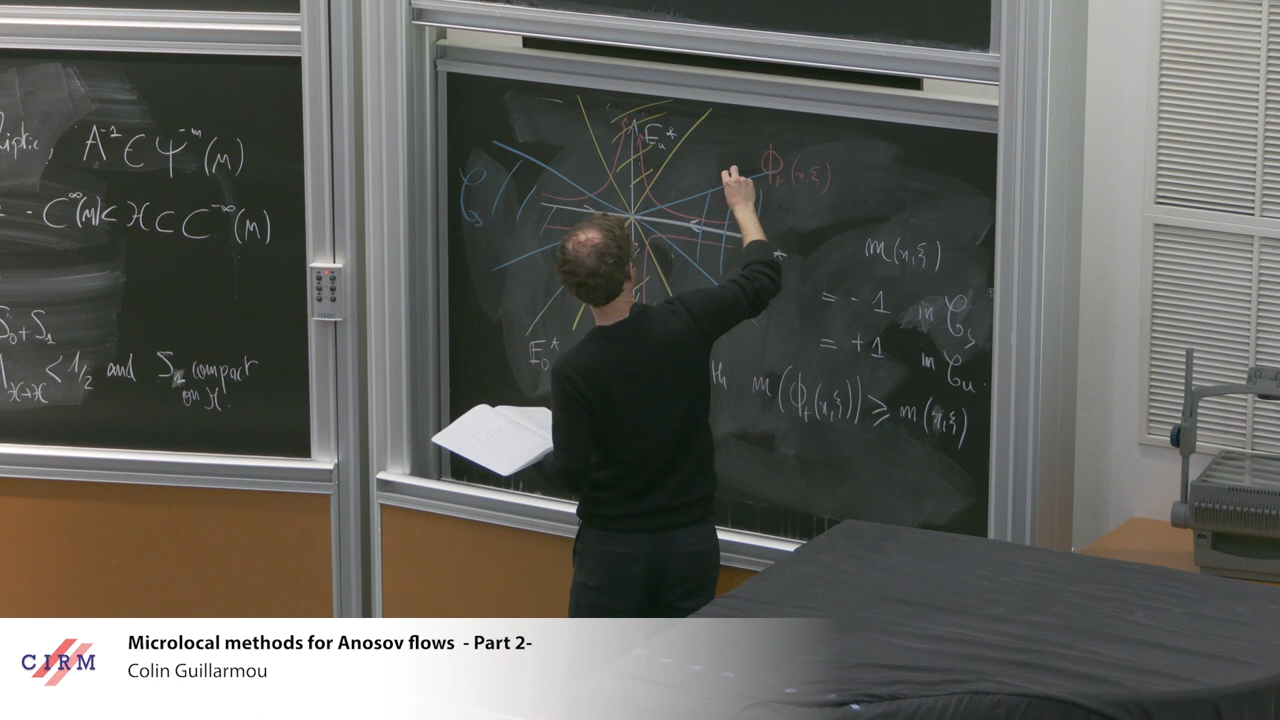 A⁻¹ ∈ Ψ⁻ᵐ(M)
C^∞(M) < ℋ ⊂ C^-∞(M)
S₀+S₁
ℋ→ℋ < 1/2 and S₂ compact
on ℋ.
E_u*
Φ_t(x,ξ)
𝒞_s
*
E_0*
m(x,ξ)
= -1 in 𝒞_s
= +1 in 𝒞_u.
m(Φ_t(x,ξ)) ⩾ m(x,ξ)
CIRM
Microlocal methods for Anosov flows - Part 2-
Colin Guillarmou